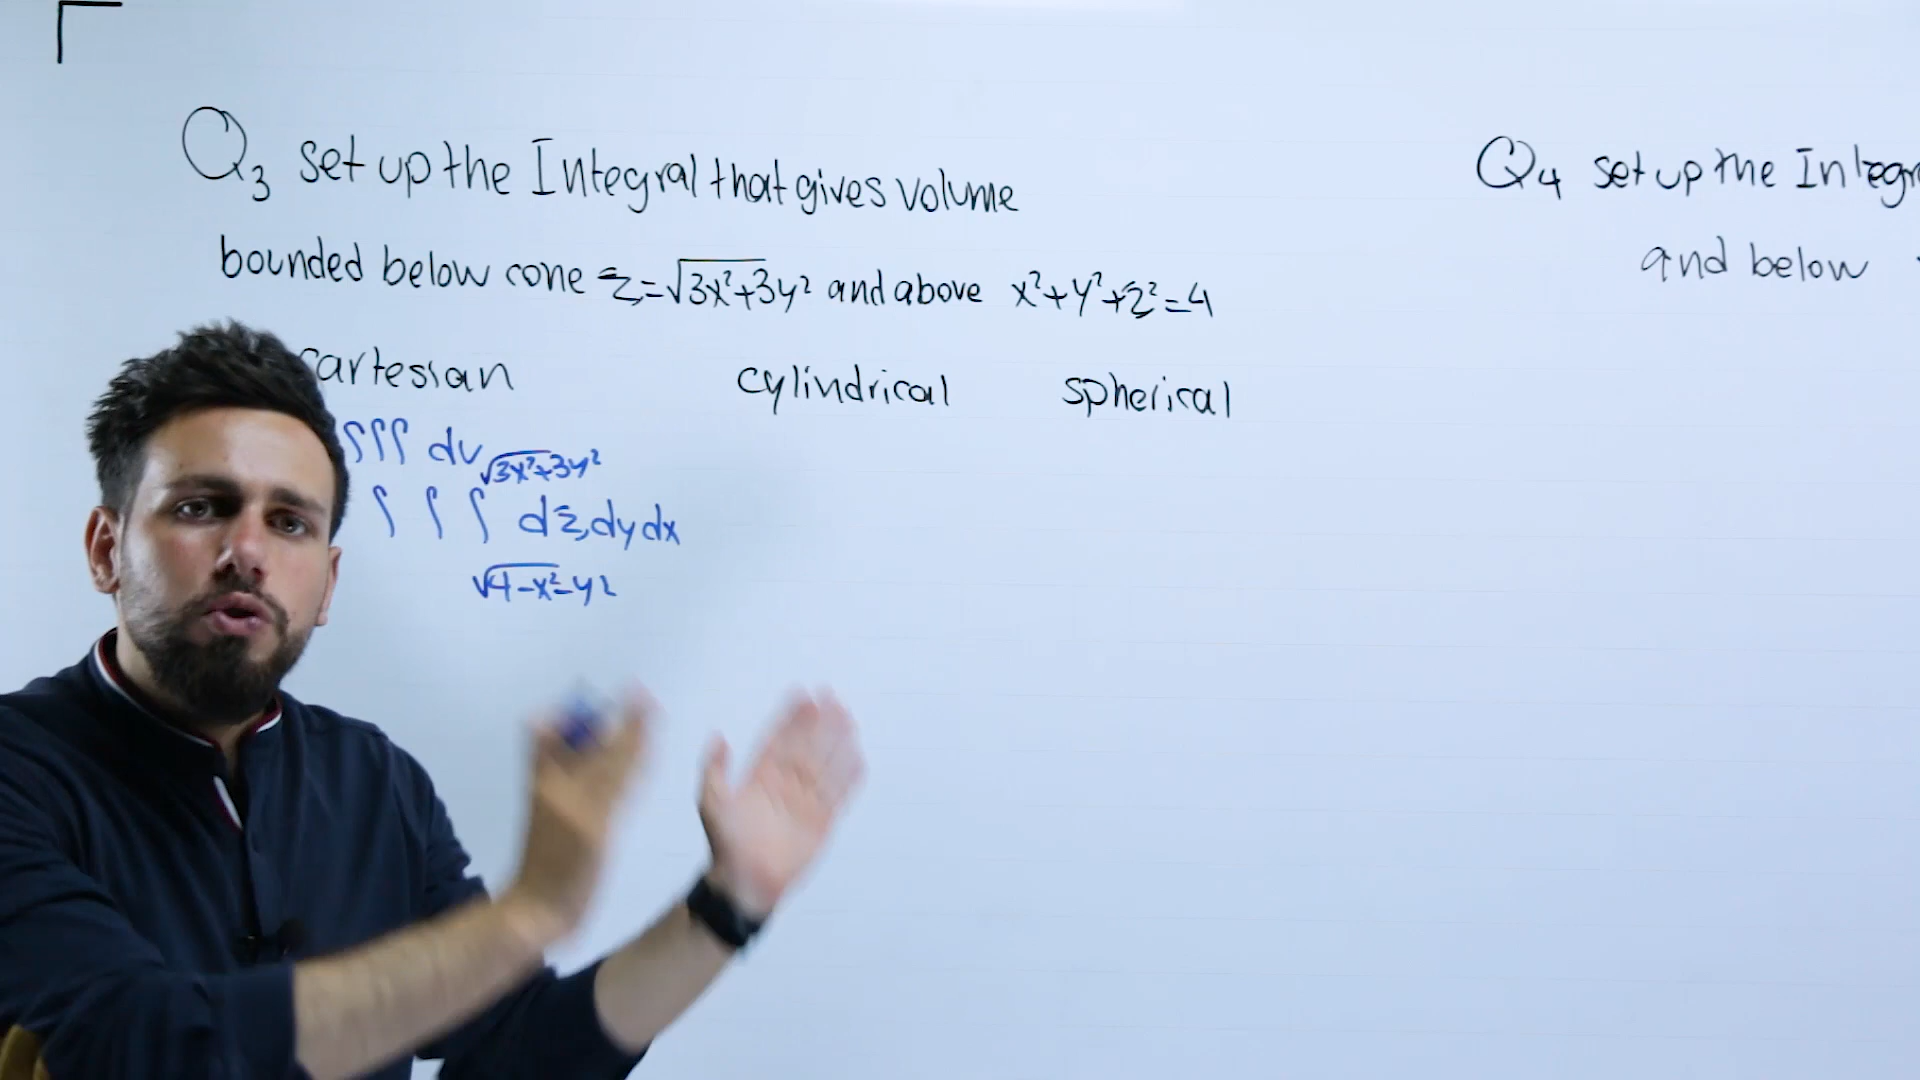 Q3 set up the Integral that gives volume
bounded below cone z=√3x²+3y² and above x²+y²+z²=4
cartessian cylindrical spherical
∫∫∫ dv
√3x²+3y²
∫ ∫ ∫ dz dy dx
√4-x²-y²
Q4 set up the Integr
and below